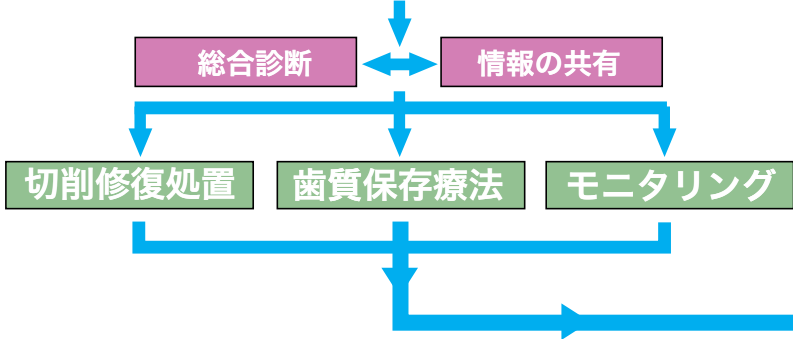 総合診断
情報の共有
切削修復処置
歯質保存療法
モニタリング